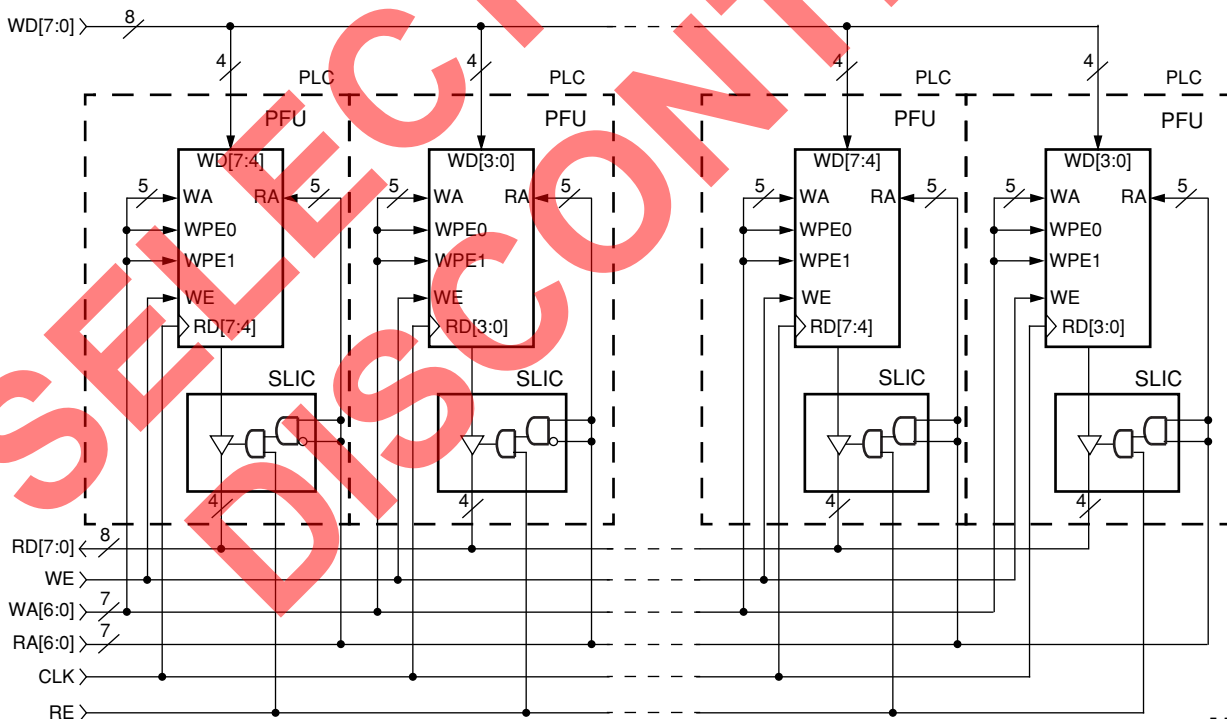 WD[7:0] 8
4 4 4 4
PLC PLC PLC PLC
PFU PFU PFU PFU
WD[7:4] WD[3:0] WD[7:4] WD[3:0]
5 WA RA 5 5 WA RA 5 5 WA RA 5 5 WA RA 5
WPE0 WPE0 WPE0 WPE0
WPE1 WPE1 WPE1 WPE1
WE WE WE WE
RD[7:4] RD[3:0] RD[7:4] RD[3:0]
SLIC SLIC SLIC SLIC
4 4 4 4
RD[7:0] 8
WE
WA[6:0] 7
RA[6:0] 7
CLK
RE
SELECT
DISCONT